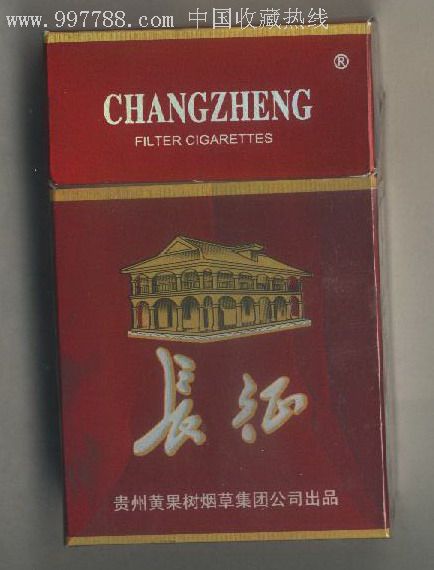 www.997788.com 中国收藏热线
®
CHANGZHENG
FILTER CIGARETTES
長征
贵州黄果树烟草集团公司出品